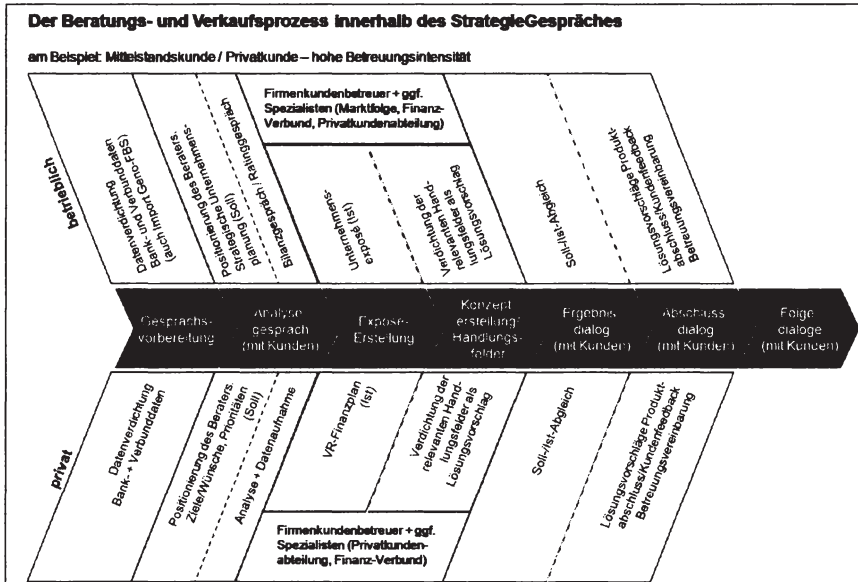 Der Beratungs- und Verkaufsprozess innerhalb des StrategieGespräches
am Beispiel: Mittelstandskunde / Privatkunde – hohe Betreuungsintensität
betrieblich
Datenverdichtung
Bank- und Verbunddaten
(auch Import Geno-FBS)
Positionierung des Beraters,
Strategische Unternehmens-
planung (Soll)
Bilanzgespräch / Ratinggespräch
Firmenkundenbetreuer + ggf.
Spezialisten (Marktfolge, Finanz-
Verbund, Privatkundenabteilung)
Unternehmens-
exposé (Ist)
Verdichtung der
relevanten Hand-
lungsfelder als
Lösungsvorschlag
Soll-/Ist-Abgleich
Lösungsvorschläge Produkt-
abschluss/Kundenfeedback
Betreuungsvereinbarung
Gesprächs-
vorbereitung
Analyse
gespräch
(mit Kunden)
Exposé-
Erstellung
Konzept
erstellung/
Handlungs-
felder
Ergebnis
dialog
(mit Kunden)
Abschluss
dialog
(mit Kunden)
Folge
dialoge
(mit Kunden)
privat
Datenverdichtung
Bank- + Verbunddaten
Positionierung des Beraters,
Ziele/Wünsche, Prioritäten
(Soll)
Analyse + Datenaufnahme
VR-Finanzplan
(Ist)
Verdichtung der
relevanten Hand-
lungsfelder als
Lösungsvorschlag
Soll-/Ist-Abgleich
Lösungsvorschläge Produkt-
abschluss/Kundenfeedback
Betreuungsvereinbarung
Firmenkundenbetreuer + ggf.
Spezialisten (Privatkunden-
abteilung, Finanz-Verbund)